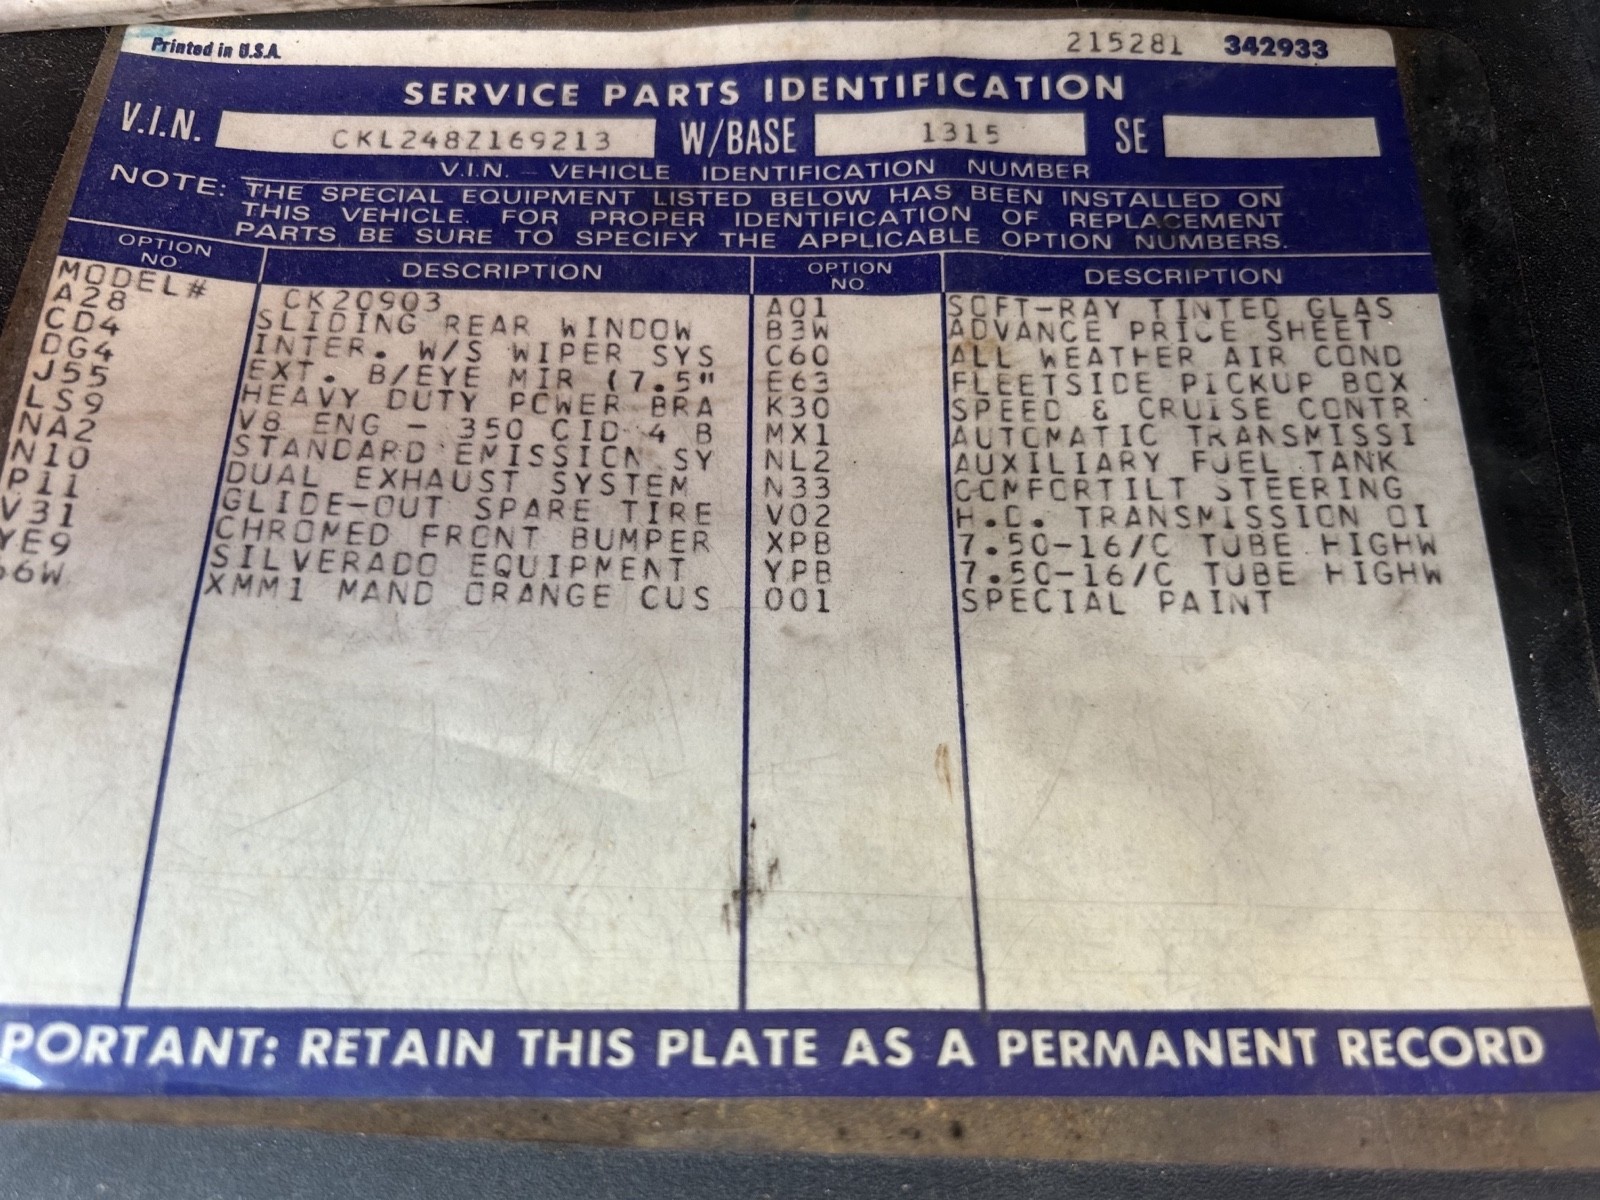 Printed in U.S.A. 215281 342933
SERVICE PARTS IDENTIFICATION
V.I.N. CKL248Z169213 W/BASE 1315 SE
V.I.N. – VEHICLE IDENTIFICATION NUMBER
NOTE: THE SPECIAL EQUIPMENT LISTED BELOW HAS BEEN INSTALLED ON
THIS VEHICLE. FOR PROPER IDENTIFICATION OF REPLACEMENT
PARTS BE SURE TO SPECIFY THE APPLICABLE OPTION NUMBERS.
OPTION NO. DESCRIPTION OPTION NO. DESCRIPTION
MODEL# CK20903 A01 SOFT-RAY TINTED GLAS
A28 SLIDING REAR WINDOW B3W ADVANCE PRICE SHEET
CD4 INTER. W/S WIPER SYS C60 ALL WEATHER AIR COND
DG4 EXT. B/EYE MIR (7.5" E63 FLEETSIDE PICKUP BOX
J55 HEAVY DUTY POWER BRA K30 SPEED & CRUISE CONTR
LS9 V8 ENG - 350 CID 4 B MX1 AUTOMATIC TRANSMISSI
NA2 STANDARD EMISSION SY NL2 AUXILIARY FUEL TANK
N10 DUAL EXHAUST SYSTEM N33 COMFORTILT STEERING
P11 GLIDE-OUT SPARE TIRE V02 H.D. TRANSMISSION OI
V31 CHROMED FRONT BUMPER XPB 7.50-16/C TUBE HIGHW
YE9 SILVERADO EQUIPMENT YPB 7.50-16/C TUBE HIGHW
6W XMM1 MAND ORANGE CUS 001 SPECIAL PAINT
PORTANT: RETAIN THIS PLATE AS A PERMANENT RECORD